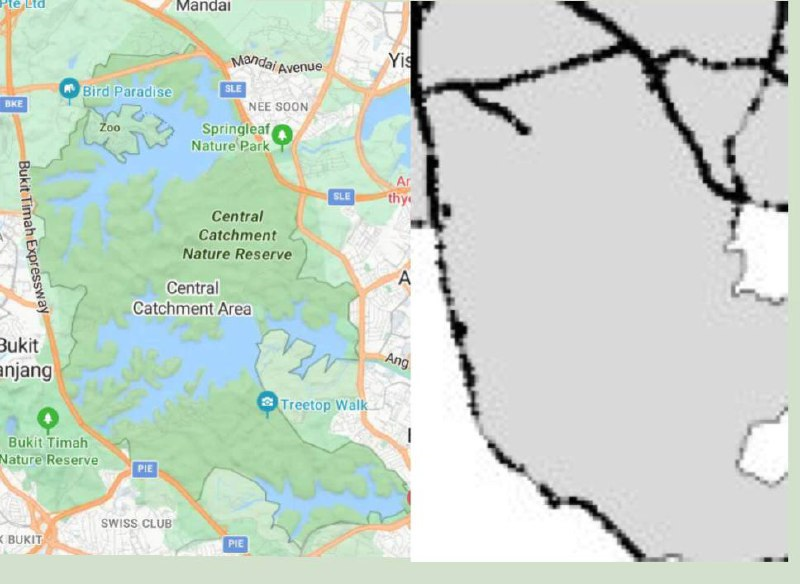 Pte Ltd
Mandai
Mandai Avenue
Yis
Bird Paradise
SLE
BKE
NEE SOON
Zoo
Springleaf
Nature Park
Bukit Timah Expressway
SLE
Ar
thye
Central
Catchment
Nature Reserve
Central
Catchment Area
A
Bukit
anjang
Ang
Treetop Walk
Bukit Timah
Nature Reserve
PIE
SWISS CLUB
K BUKIT
PIE